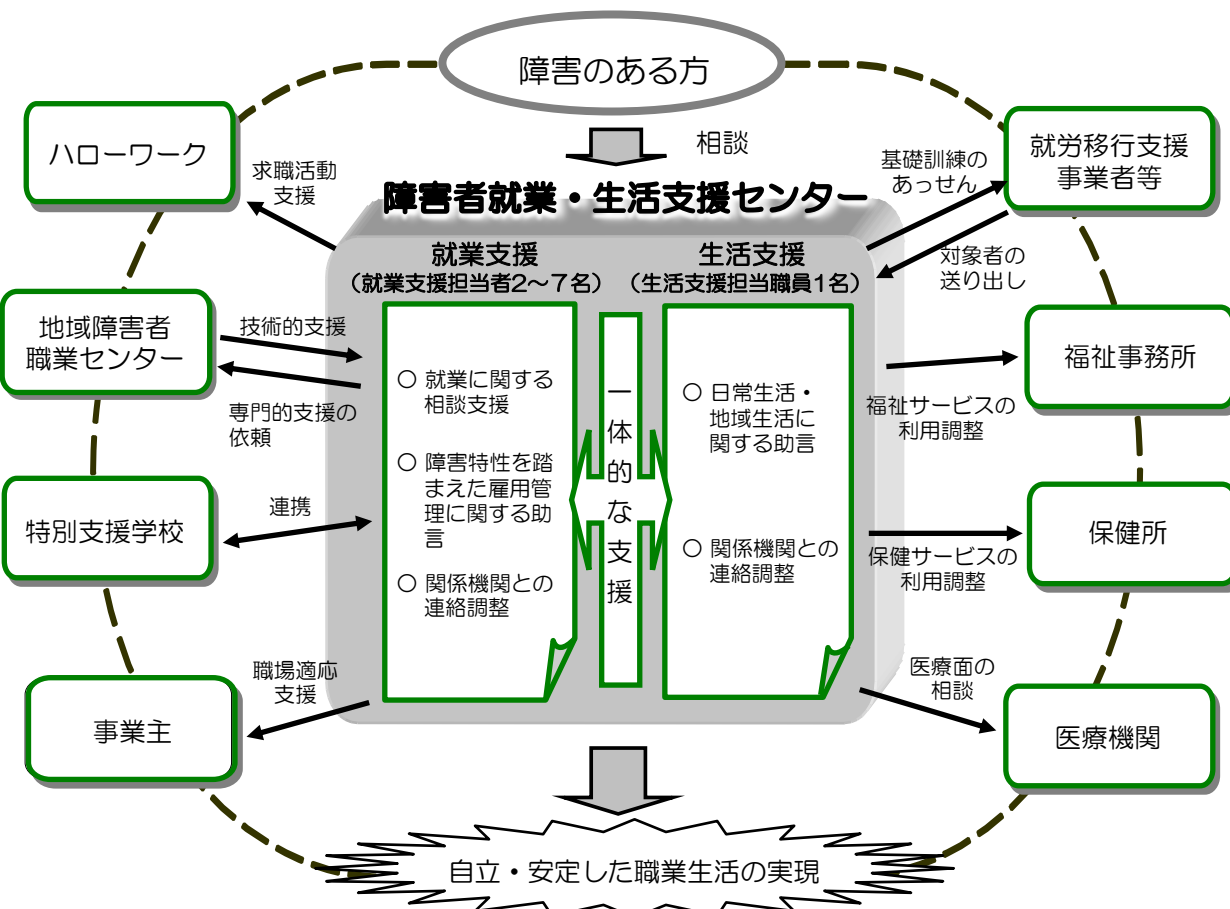 障害のある方
相談
ハローワーク
求職活動
支援
基礎訓練の
あっせん
就労移行支援
事業者等
障害者就業・生活支援センター
対象者の
送り出し
就業支援
(就業支援担当者2～7名)
生活支援
(生活支援担当職員1名)
地域障害者
職業センター
技術的支援
専門的支援の
依頼
福祉事務所
福祉サービスの
利用調整
○ 就業に関する
相談支援
○ 障害特性を踏
まえた雇用管
理に関する助
言
○ 関係機関との
連絡調整
一体的な支援
○ 日常生活・
地域生活に
関する助言
○ 関係機関との
連絡調整
特別支援学校
連携
保健所
保健サービスの
利用調整
事業主
職場適応
支援
医療面の
相談
医療機関
自立・安定した職業生活の実現